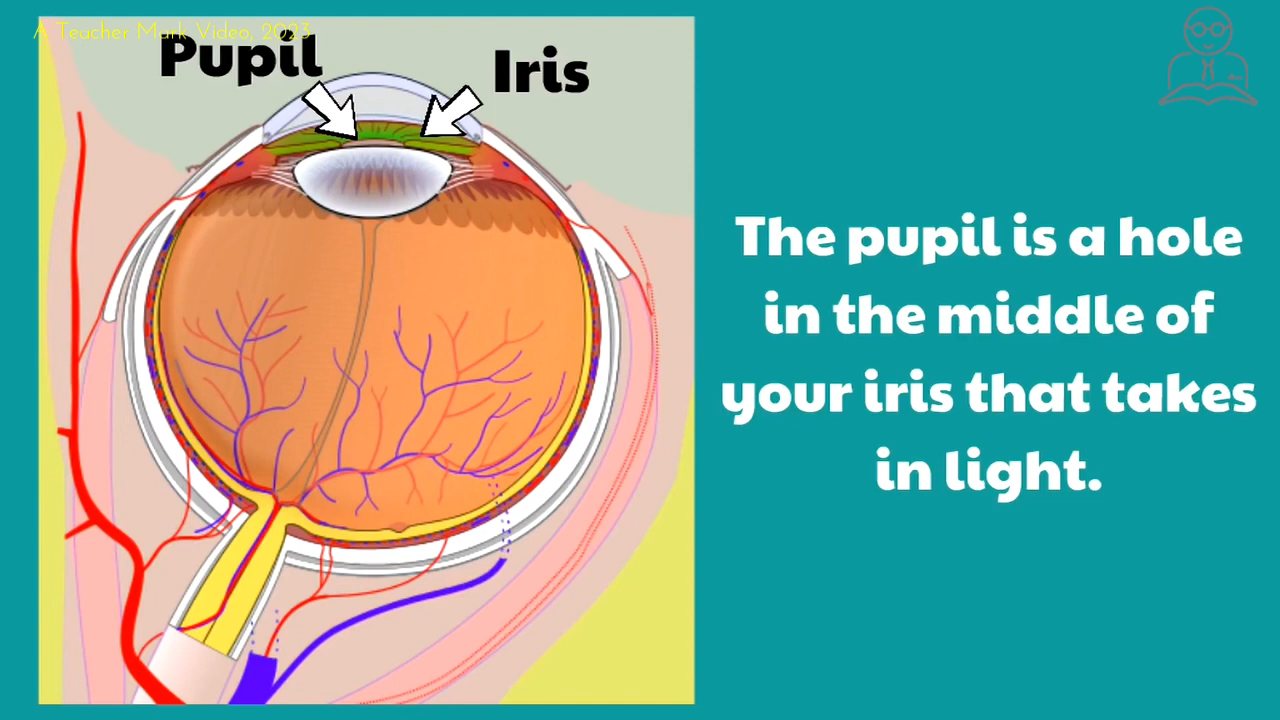 A Teacher Mark Video, 2023
Pupil
Iris
The pupil is a hole
in the middle of
your iris that takes
in light.